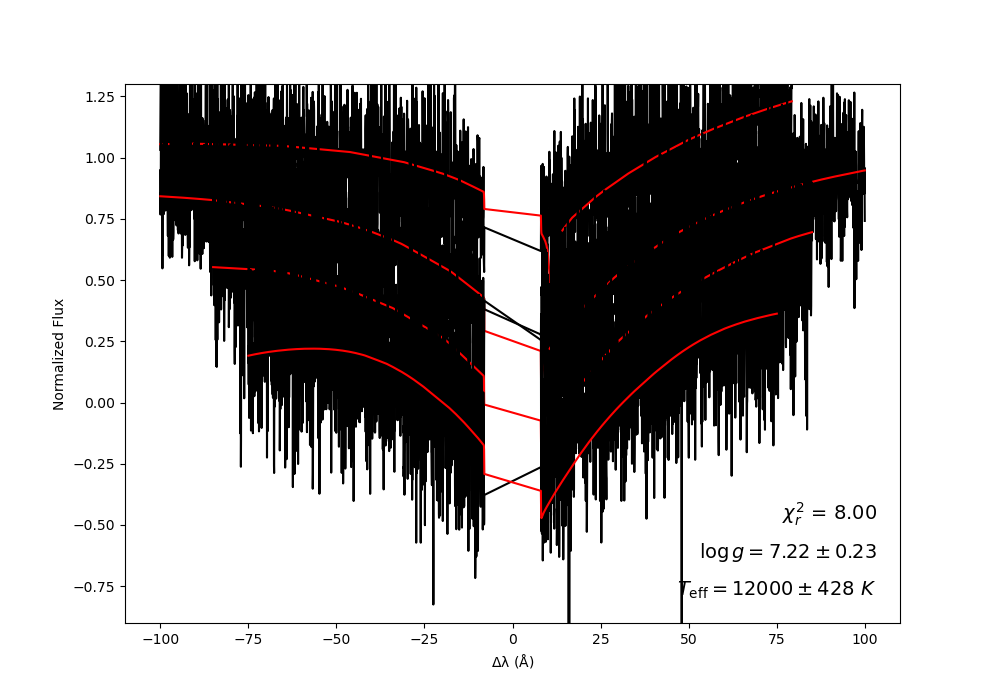 1.25
1.00
0.75
0.50
0.25
0.00
−0.25
−0.50
−0.75
Normalized Flux
χ²ᵣ = 8.00
log g = 7.22 ± 0.23
T_eff = 12000 ± 428 K
−100 −75 −50 −25 0 25 50 75 100
Δλ (Å)